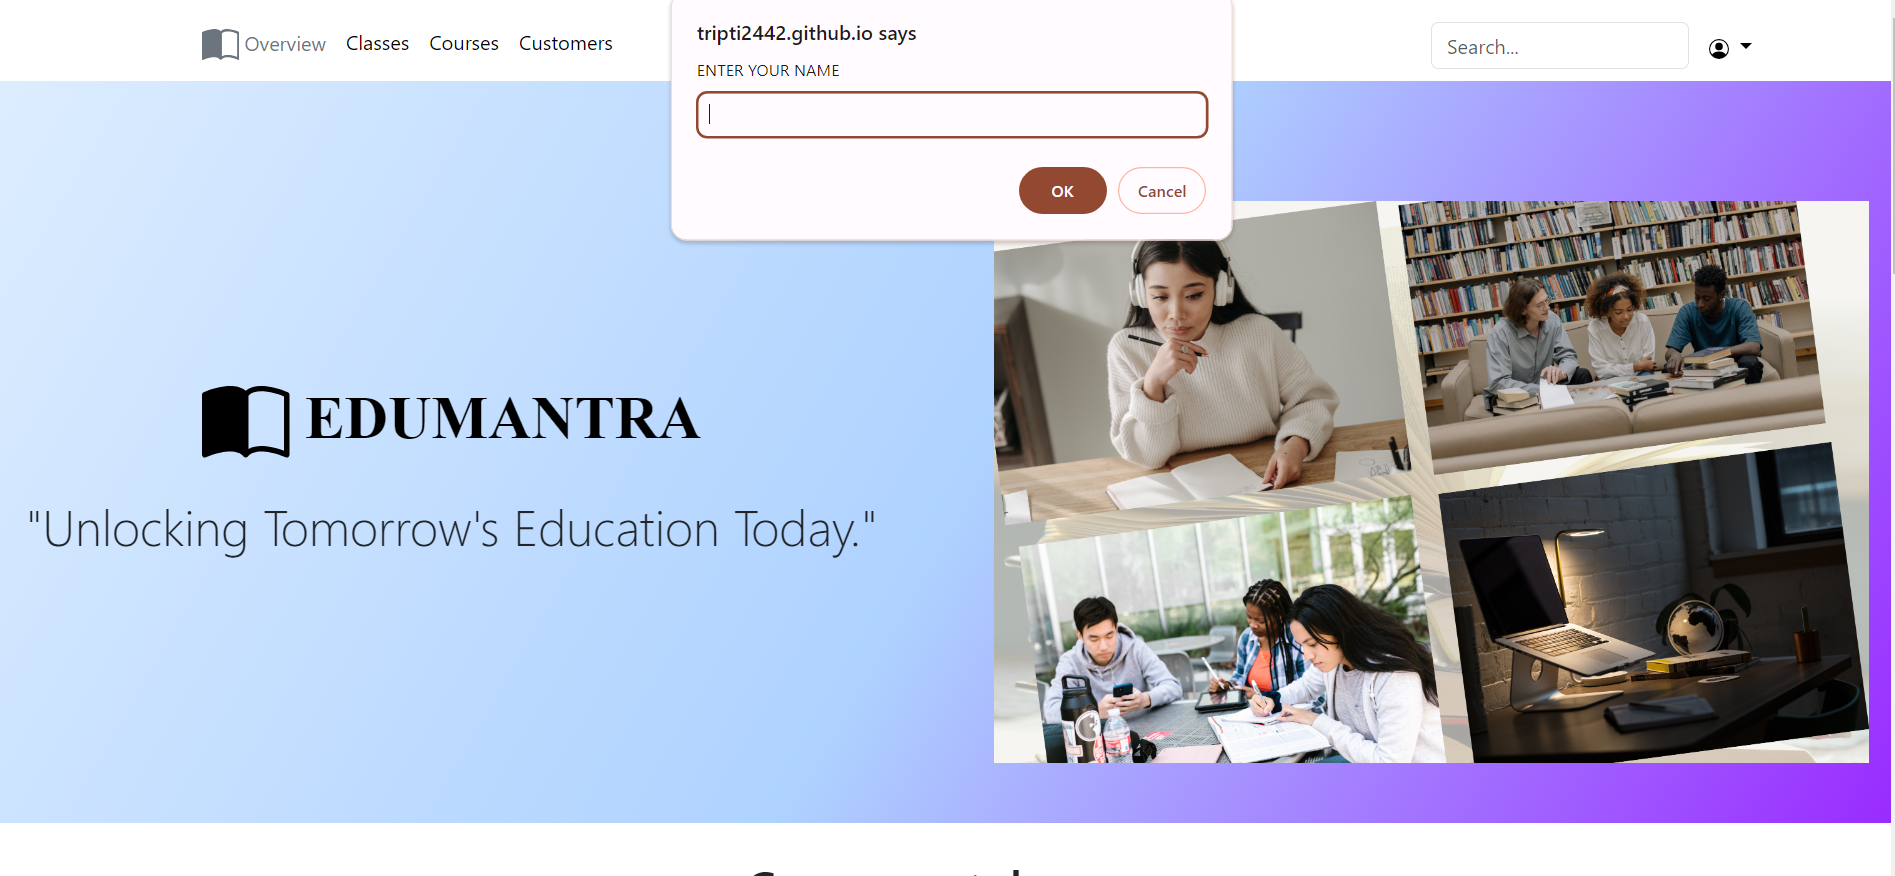 Overview Classes Courses Customers
Search...
tripti2442.github.io says
ENTER YOUR NAME
OK Cancel
EDUMANTRA
"Unlocking Tomorrow's Education Today."